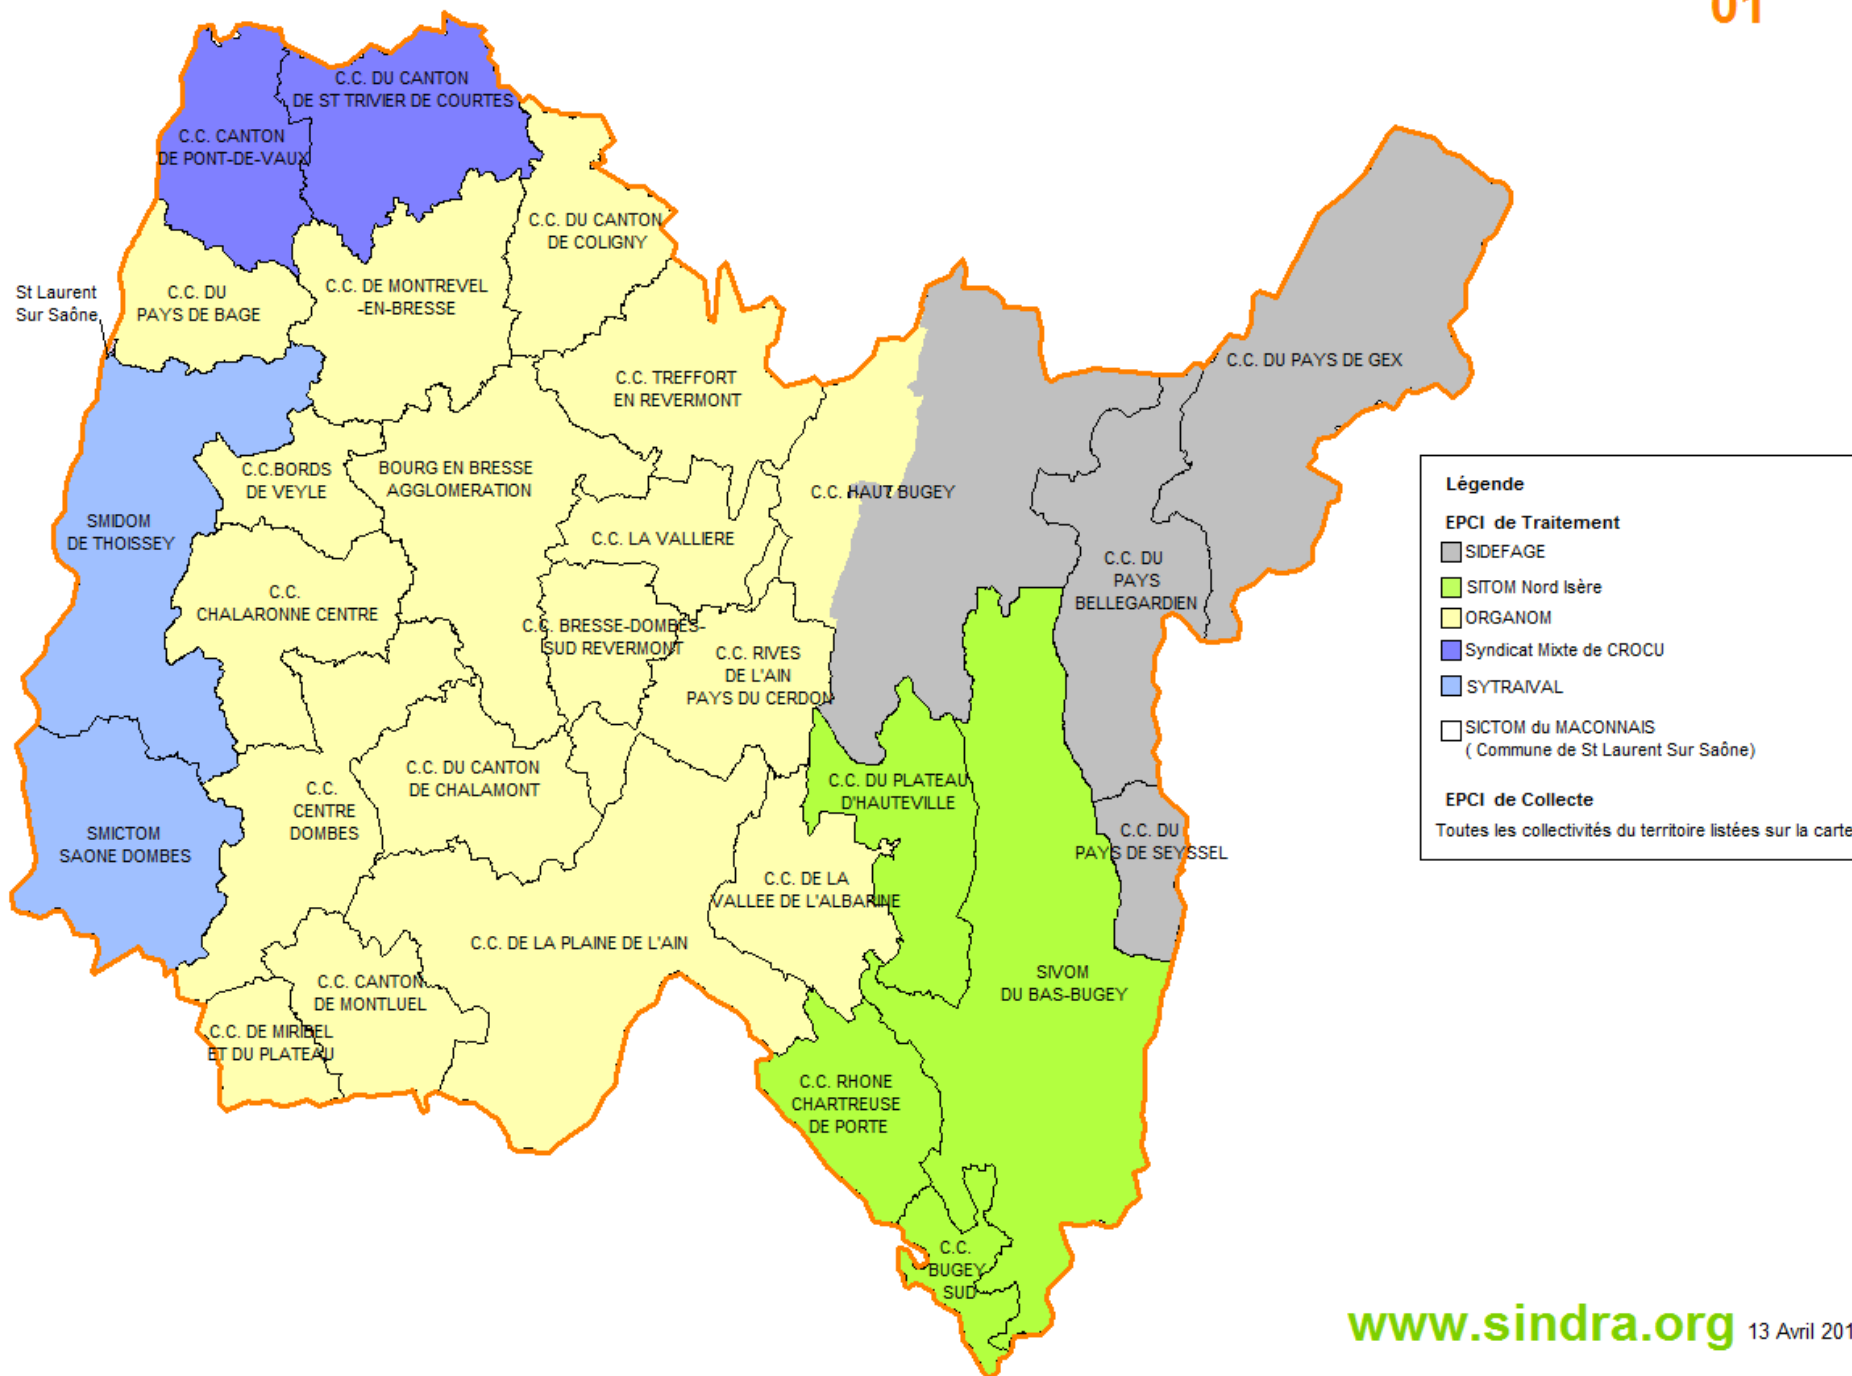 01
C.C. DU CANTON
DE ST TRIVIER DE COURTES
C.C. CANTON
DE PONT-DE-VAUX
C.C. DU CANTON
DE COLIGNY
St Laurent
Sur Saône
C.C. DU
PAYS DE BAGE
C.C. DE MONTREVEL
-EN-BRESSE
C.C. DU PAYS DE GEX
C.C. TREFFORT
EN REVERMONT
C.C.BORDS
DE VEYLE
BOURG EN BRESSE
AGGLOMERATION
C.C. HAUT BUGEY
SMIDOM
DE THOISSEY
C.C. LA VALLIERE
C.C. DU
PAYS
BELLEGARDIEN
C.C.
CHALARONNE CENTRE
C.C. BRESSE-DOMBES-
SUD REVERMONT
C.C. RIVES
DE L'AIN
PAYS DU CERDON
C.C. DU CANTON
DE CHALAMONT
C.C. DU PLATEAU
D'HAUTEVILLE
C.C.
CENTRE
DOMBES
SMICTOM
SAONE DOMBES
C.C. DU
PAYS DE SEYSSEL
C.C. DE LA
VALLEE DE L'ALBARINE
C.C. DE LA PLAINE DE L'AIN
SIVOM
DU BAS-BUGEY
C.C. CANTON
DE MONTLUEL
C.C. DE MIRIBEL
ET DU PLATEAU
C.C. RHONE
CHARTREUSE
DE PORTE
C.C.
BUGEY
SUD
Légende
EPCI de Traitement
SIDEFAGE
SITOM Nord Isère
ORGANOM
Syndicat Mixte de CROCU
SYTRAIVAL
SICTOM du MACONNAIS
( Commune de St Laurent Sur Saône)
EPCI de Collecte
Toutes les collectivités du territoire listées sur la carte
www.sindra.org
13 Avril 201